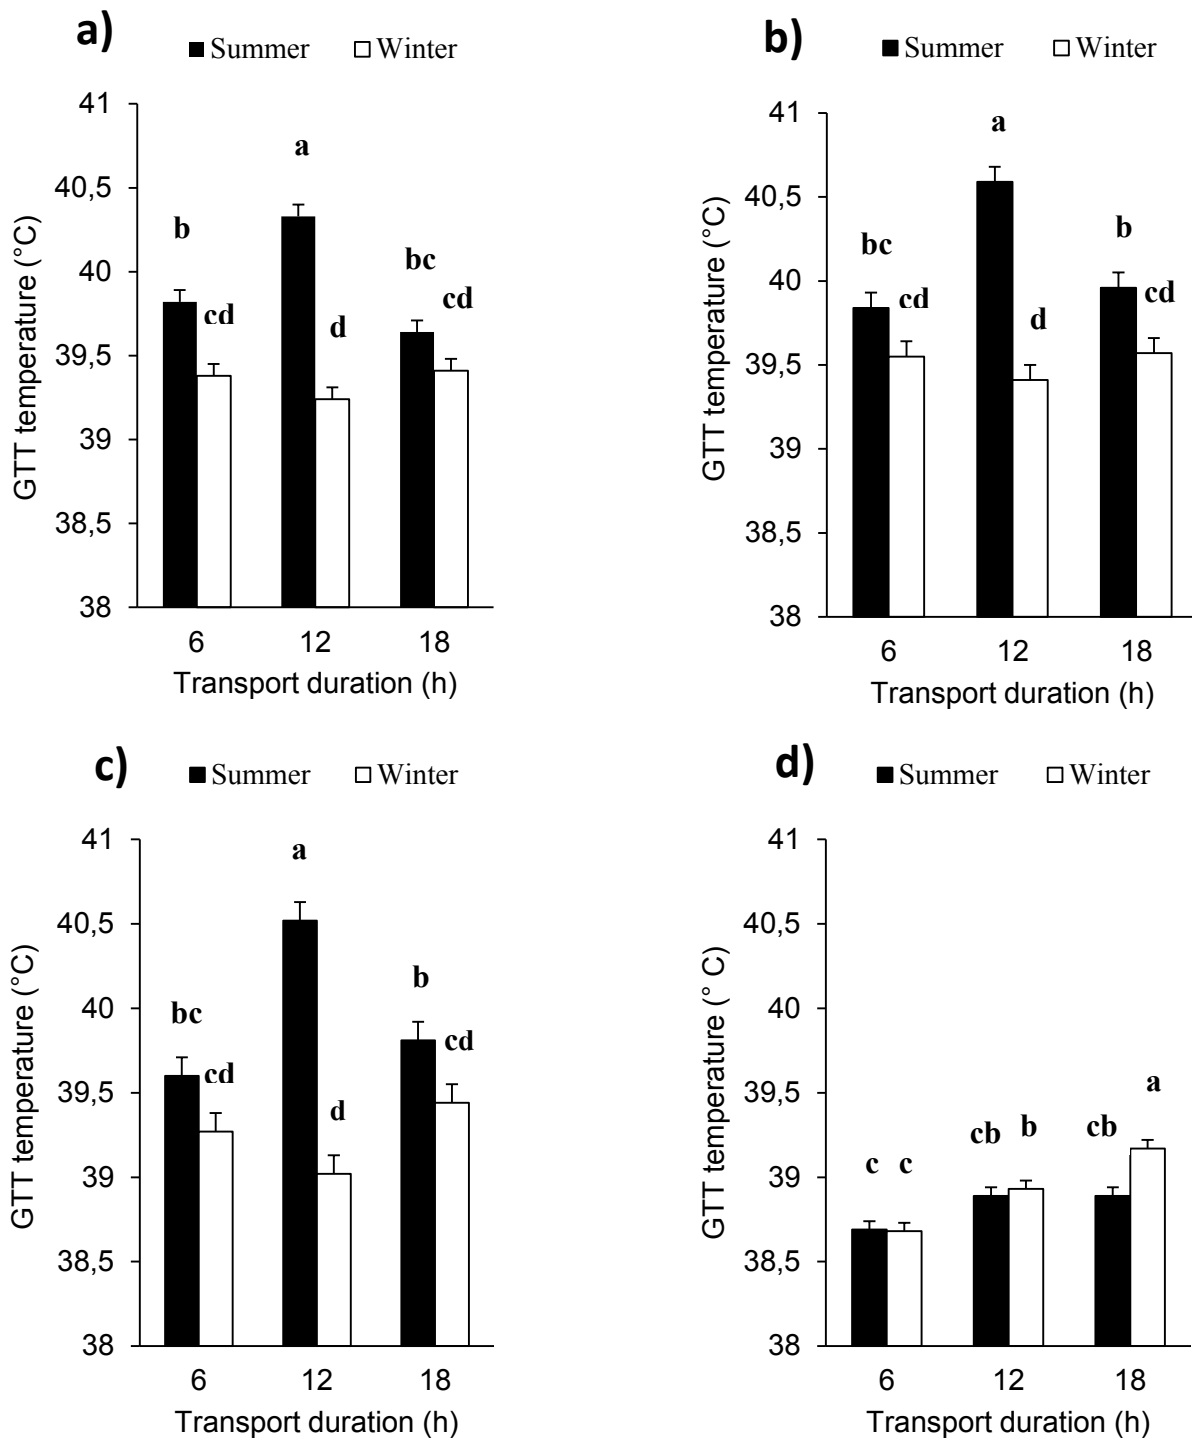 a)
Summer Winter
41
40,5
40
39,5
39
38,5
38
GTT temperature (°C)
b
cd
a
d
bc
cd
6 12 18
Transport duration (h)
b)
Summer Winter
41
40,5
40
39,5
39
38,5
38
GTT temperature (°C)
bc
cd
a
d
b
cd
6 12 18
Transport duration (h)
c)
Summer Winter
41
40,5
40
39,5
39
38,5
38
GTT temperature (°C)
bc
cd
a
d
b
cd
6 12 18
Transport duration (h)
d)
Summer Winter
41
40,5
40
39,5
39
38,5
38
GTT temperature (° C)
c
c
cb
b
cb
a
6 12 18
Transport duration (h)